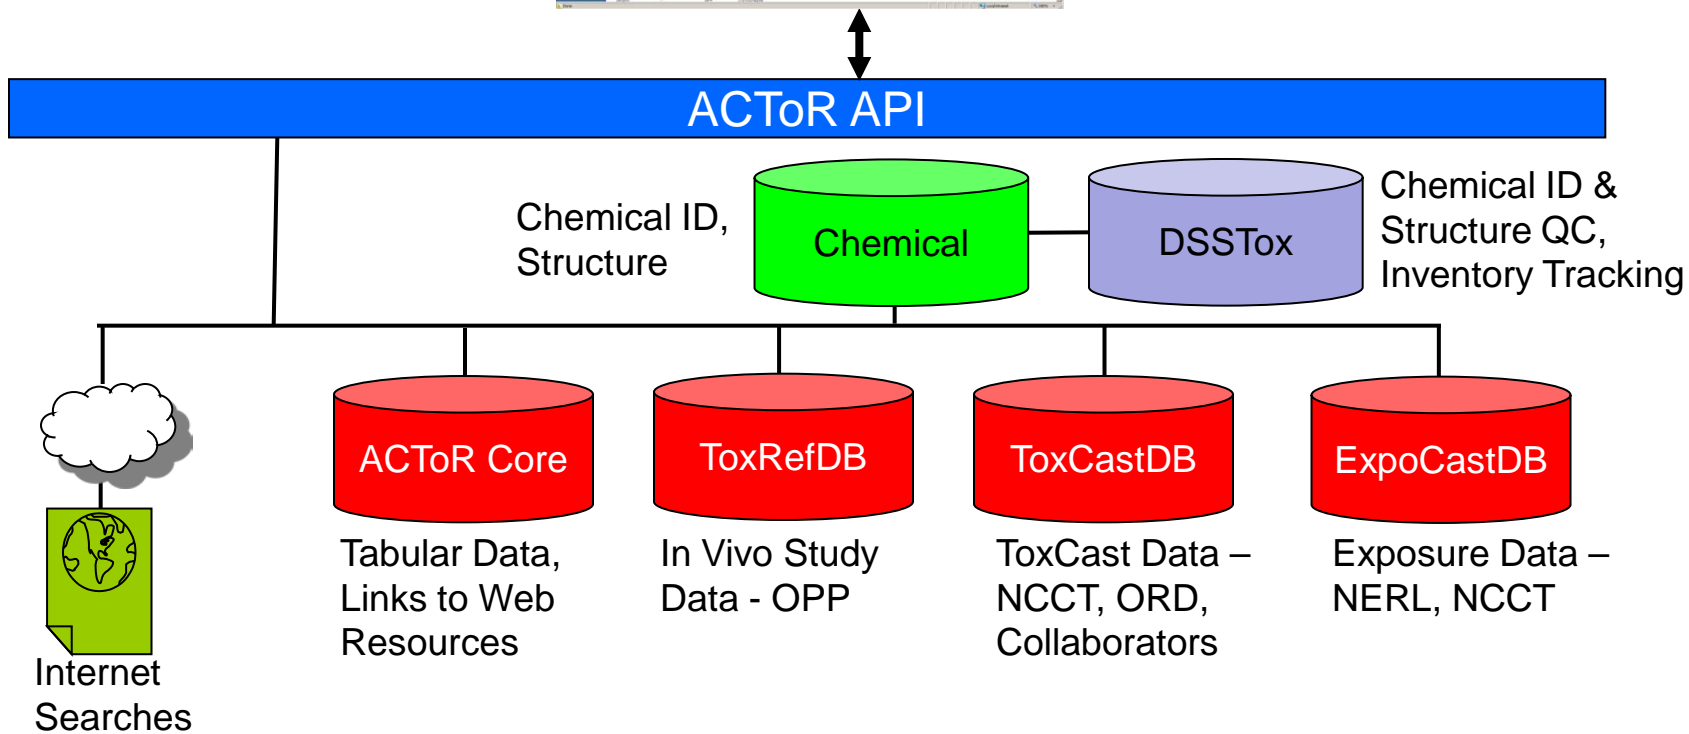 ACToR API
Chemical ID,
Structure
Chemical
DSSTox
Chemical ID &
Structure QC,
Inventory Tracking
ACToR Core
ToxRefDB
ToxCastDB
ExpoCastDB
Tabular Data,
Links to Web
Resources
In Vivo Study
Data - OPP
ToxCast Data –
NCCT, ORD,
Collaborators
Exposure Data –
NERL, NCCT
Internet
Searches